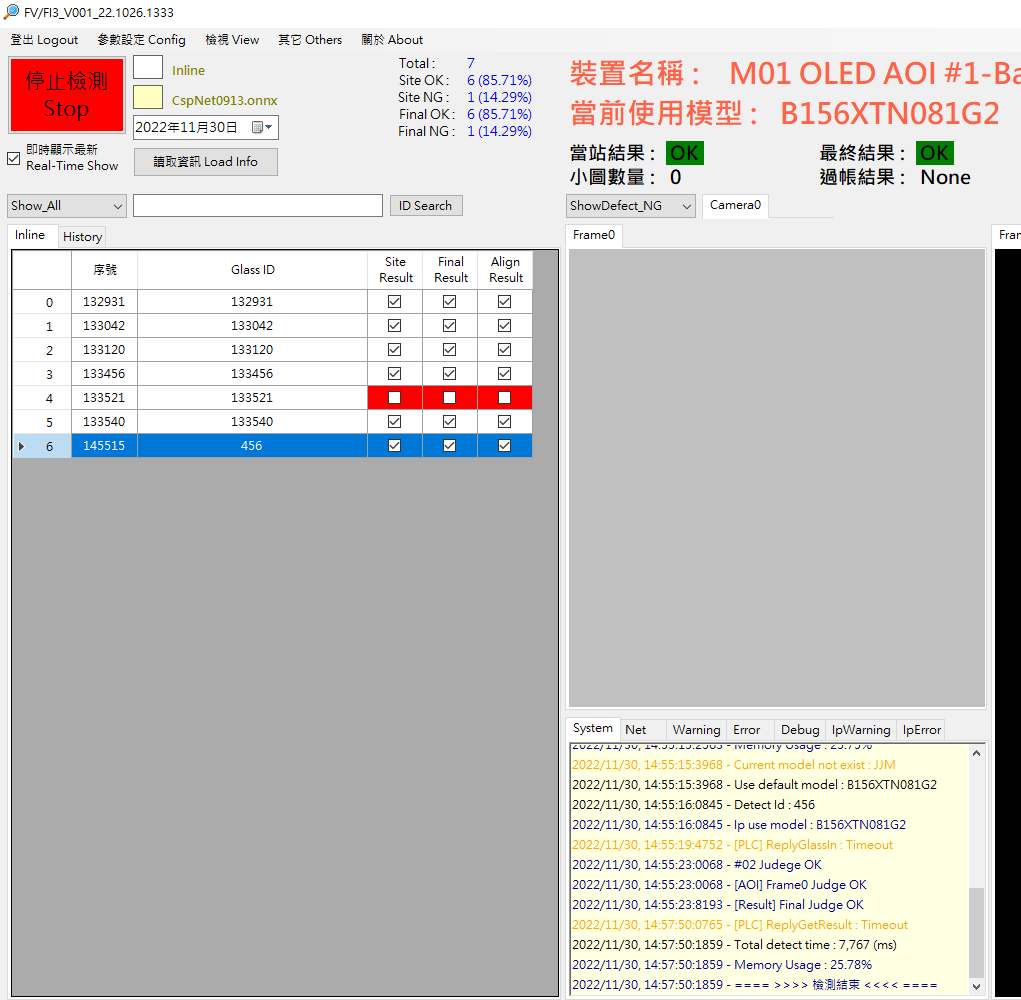 FV/FI3_V001_22.1026.1333
登出 Logout 參數設定 Config 檢視 View 其它 Others 關於 About
停止檢測
Stop
Inline
CspNet0913.onnx
2022年11月30日
即時顯示最新
Real-Time Show
讀取資訊 Load Info
Total : 7
Site OK : 6 (85.71%)
Site NG : 1 (14.29%)
Final OK : 6 (85.71%)
Final NG : 1 (14.29%)
裝置名稱： M01 OLED AOI #1-Ba
當前使用模型： B156XTN081G2
當站結果： OK 最終結果： OK
小圖數量： 0 過帳結果： None
Show_All ID Search
ShowDefect_NG Camera0
Inline History
Frame0 Fran
序號 Glass ID Site Result Final Result Align Result
0 132931 132931
1 133042 133042
2 133120 133120
3 133456 133456
4 133521 133521
5 133540 133540
6 145515 456
System Net Warning Error Debug IpWarning IpError
2022/11/30, 14:55:15:3968 - Current model not exist : JJM
2022/11/30, 14:55:15:3968 - Use default model : B156XTN081G2
2022/11/30, 14:55:16:0845 - Detect Id : 456
2022/11/30, 14:55:16:0845 - Ip use model : B156XTN081G2
2022/11/30, 14:55:19:4752 - [PLC] ReplyGlassIn : Timeout
2022/11/30, 14:55:23:0068 - #02 Judege OK
2022/11/30, 14:55:23:0068 - [AOI] Frame0 Judge OK
2022/11/30, 14:55:23:8193 - [Result] Final Judge OK
2022/11/30, 14:57:50:0765 - [PLC] ReplyGetResult : Timeout
2022/11/30, 14:57:50:1859 - Total detect time : 7,767 (ms)
2022/11/30, 14:57:50:1859 - Memory Usage : 25.78%
2022/11/30, 14:57:50:1859 - ==== >>>> 檢測結束 <<<< ====